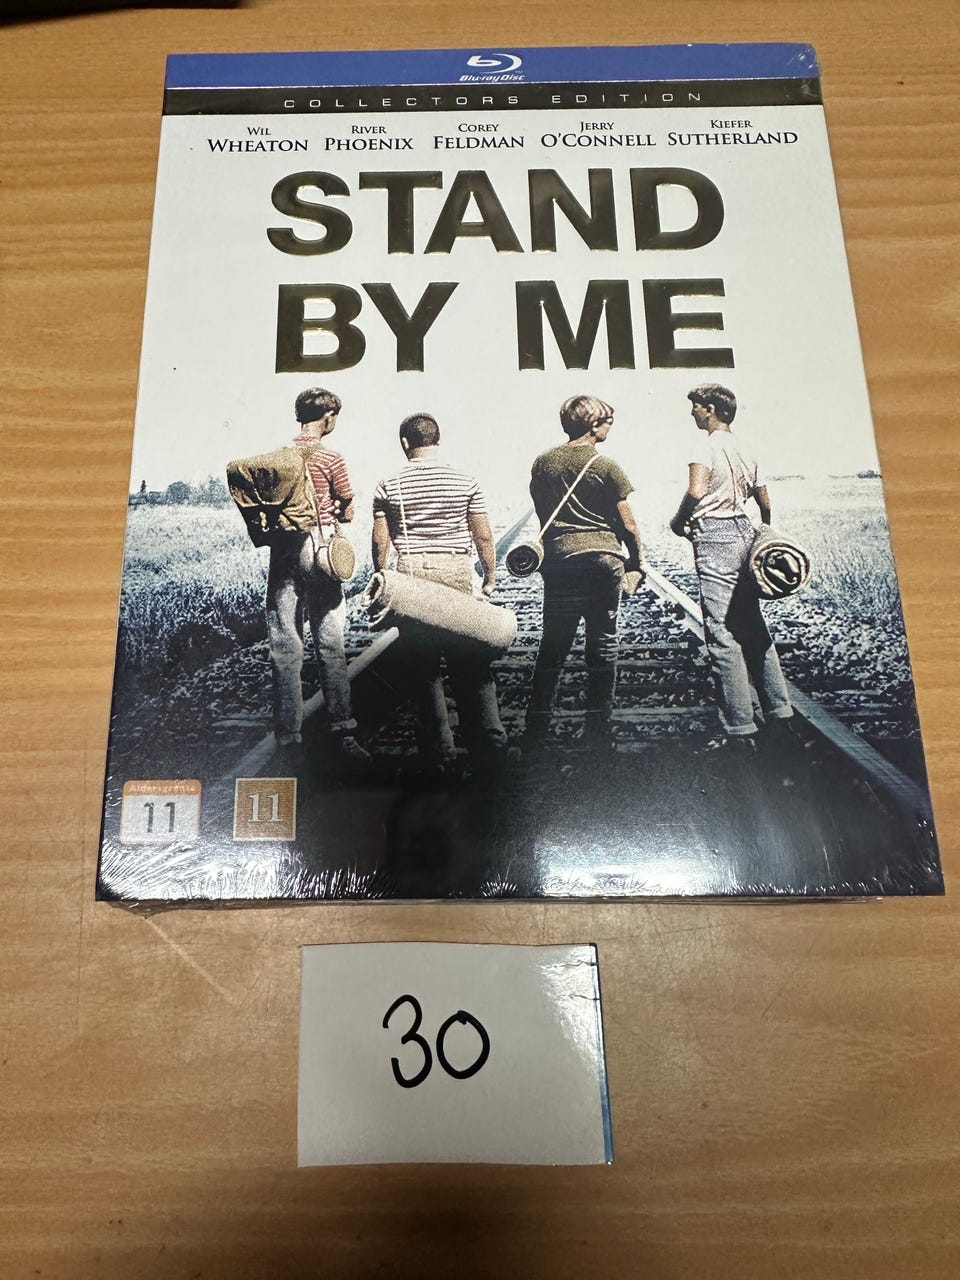 Blu-ray Disc
COLLECTORS EDITION
WIL WHEATON
RIVER PHOENIX
COREY FELDMAN
JERRY O'CONNELL
KIEFER SUTHERLAND
STAND
BY ME
Aldersgrense
11
11
30